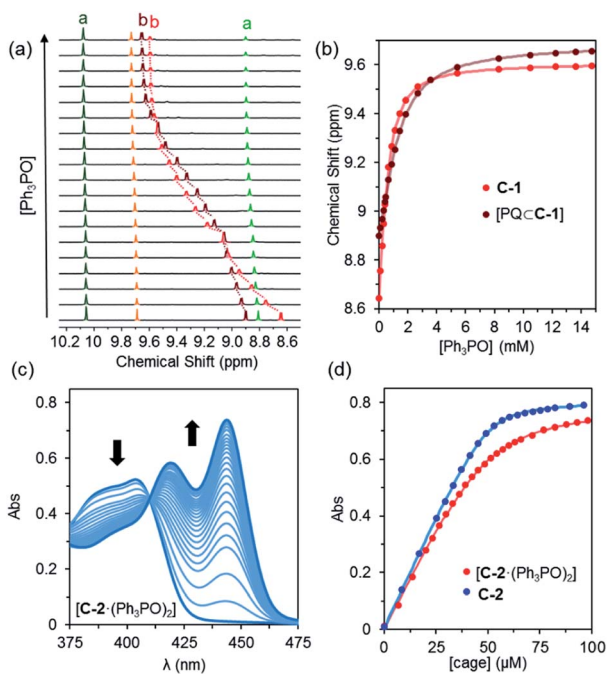 a b b a
(a)
[Ph₃PO]
10.2 10 9.8 9.6 9.4 9.2 9.0 8.8 8.6
Chemical Shift (ppm)
(b)
Chemical Shift (ppm)
9.6
9.4
9.2
9
8.8
8.6
C-1
[PQ⊂C-1]
0 2 4 6 8 10 12 14
[Ph₃PO] (mM)
(c)
Abs
0.8
0.6
0.4
0.2
0
[C-2·(Ph₃PO)₂]
375 395 415 435 455 475
λ (nm)
(d)
Abs
0.8
0.6
0.4
0.2
0
[C-2·(Ph₃PO)₂]
C-2
0 25 50 75 100
[cage] (µM)